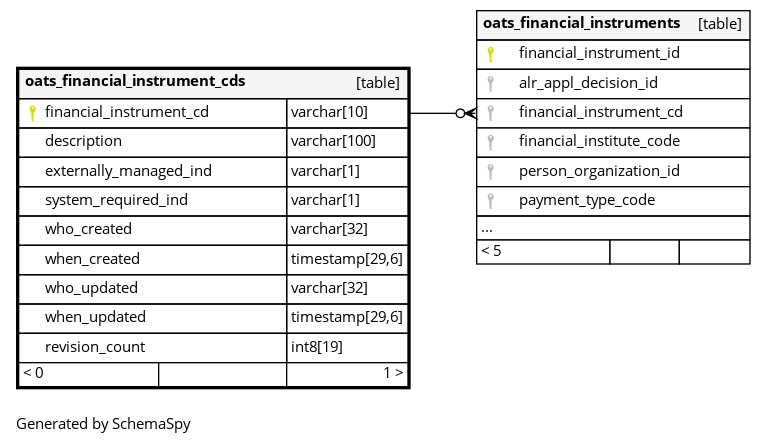 oats_financial_instrument_cds [table]
financial_instrument_cd varchar[10]
description varchar[100]
externally_managed_ind varchar[1]
system_required_ind varchar[1]
who_created varchar[32]
when_created timestamp[29,6]
who_updated varchar[32]
when_updated timestamp[29,6]
revision_count int8[19]
< 0 1 >
oats_financial_instruments [table]
financial_instrument_id
alr_appl_decision_id
financial_instrument_cd
financial_institute_code
person_organization_id
payment_type_code
...
< 5
Generated by SchemaSpy